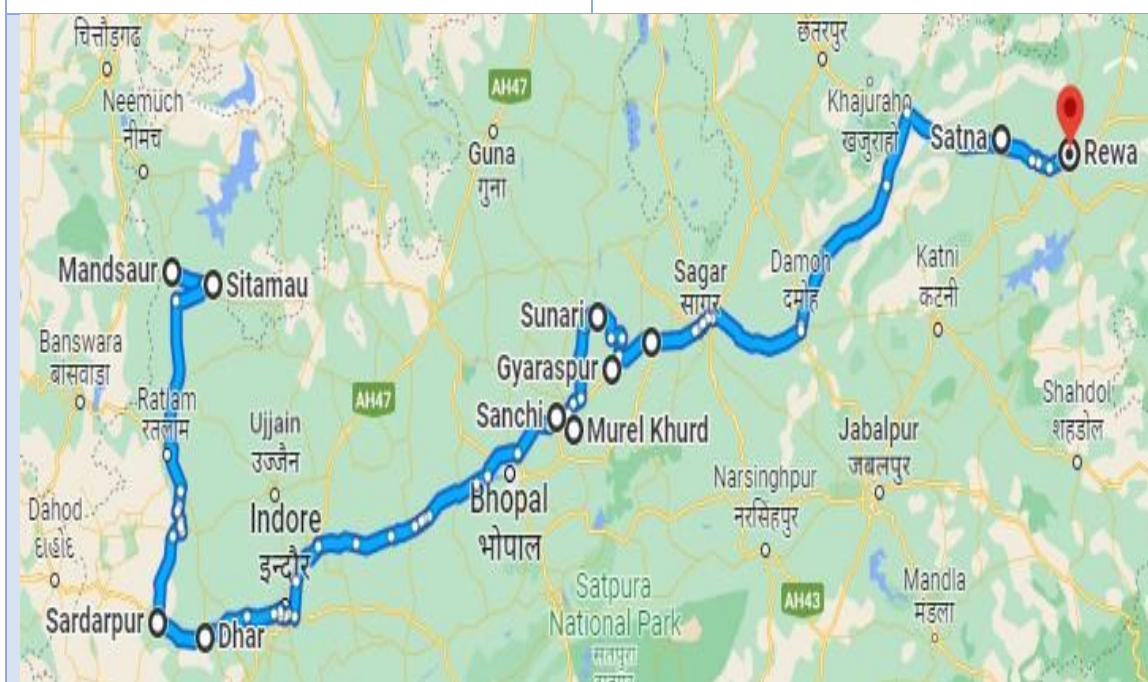 चित्तौड़गढ़
छतरपुर
AH47
Neemuch
नीमच
Guna
गुना
Khajuraho
खजुराहो
Satna
Rewa
Mandsaur
Sitamau
Sagar
सागर
Damoh
दमोह
Katni
कटनी
Sunari
Banswara
बांसवाड़ा
Gyaraspur
AH47
Ratlam
रतलाम
Ujjain
उज्जैन
Sanchi
Murel Khurd
Shahdol
शहडोल
Jabalpur
जबलपुर
Narsinghpur
नरसिंहपुर
Dahod
દાહોદ
Indore
इन्दौर
Bhopal
भोपाल
Satpura
National Park
सतपुरा
AH43
Mandla
मंडला
Sardarpur
Dhar